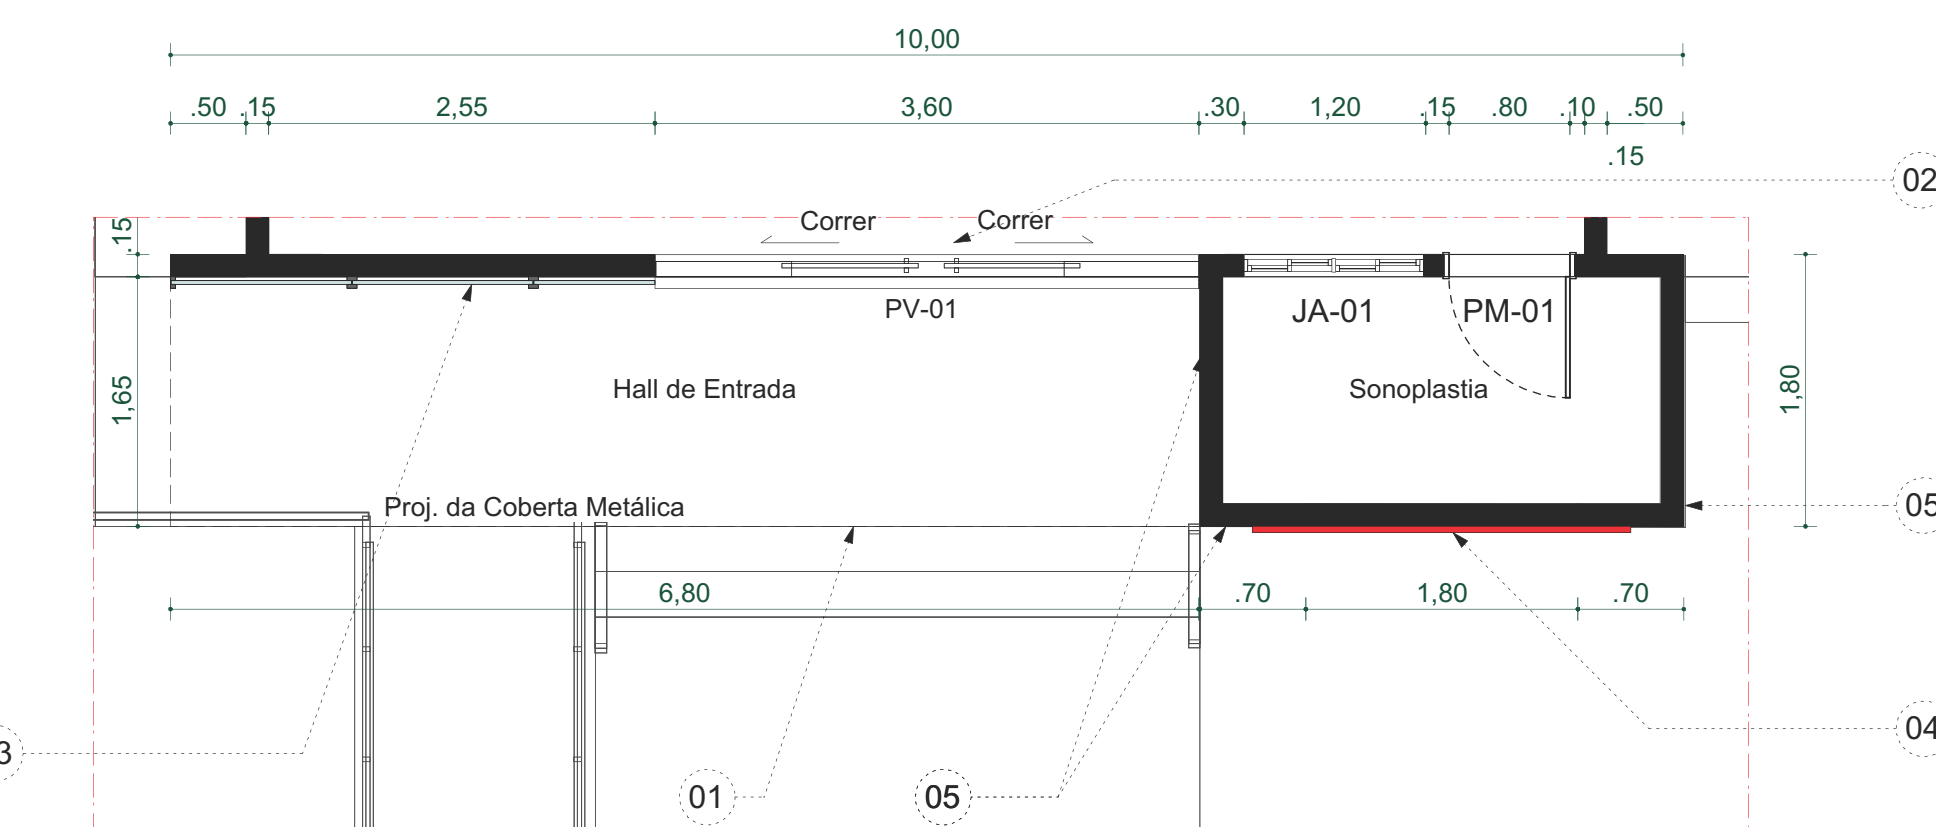 10,00
.50 .15 2,55 3,60 .30 1,20 .15 .80 .10 .50
.15
02
Correr Correr
.15
PV-01
JA-01 PM-01
1,65
Hall de Entrada
Sonoplastia
1,80
Proj. da Coberta Metálica
05
6,80 .70 1,80 .70
04
3
01
05